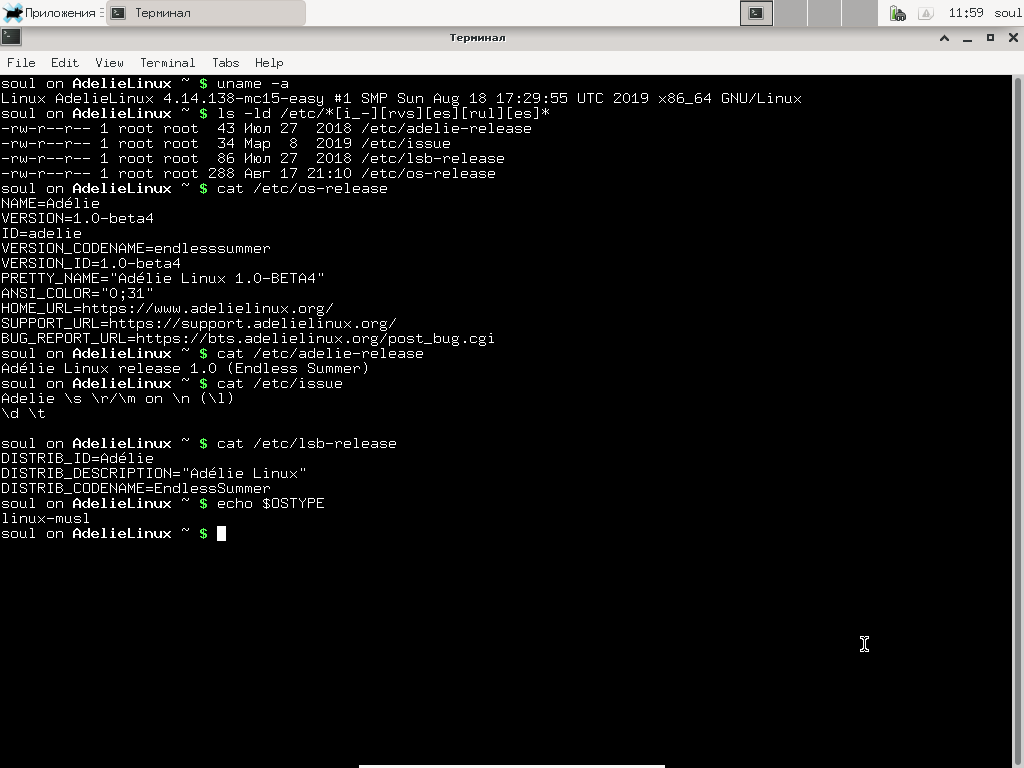 Приложения Терминал 11:59 soul
Терминал
File Edit View Terminal Tabs Help
soul on AdelieLinux ~ $ uname -a
Linux AdelieLinux 4.14.138-mc15-easy #1 SMP Sun Aug 18 17:29:55 UTC 2019 x86_64 GNU/Linux
soul on AdelieLinux ~ $ ls -ld /etc/*[i_-][rvs][es][rul][es]*
-rw-r--r-- 1 root root  43 Июл 27  2018 /etc/adelie-release
-rw-r--r-- 1 root root  34 Мар  8  2019 /etc/issue
-rw-r--r-- 1 root root  86 Июл 27  2018 /etc/lsb-release
-rw-r--r-- 1 root root 288 Авг 17 21:10 /etc/os-release
soul on AdelieLinux ~ $ cat /etc/os-release
NAME=Adélie
VERSION=1.0-beta4
ID=adelie
VERSION_CODENAME=endlesssummer
VERSION_ID=1.0-beta4
PRETTY_NAME="Adélie Linux 1.0-BETA4"
ANSI_COLOR="0;31"
HOME_URL=https://www.adelielinux.org/
SUPPORT_URL=https://support.adelielinux.org/
BUG_REPORT_URL=https://bts.adelielinux.org/post_bug.cgi
soul on AdelieLinux ~ $ cat /etc/adelie-release
Adélie Linux release 1.0 (Endless Summer)
soul on AdelieLinux ~ $ cat /etc/issue
Adelie \s \r/\m on \n (\l)
\d \t
soul on AdelieLinux ~ $ cat /etc/lsb-release
DISTRIB_ID=Adélie
DISTRIB_DESCRIPTION="Adélie Linux"
DISTRIB_CODENAME=EndlessSummer
soul on AdelieLinux ~ $ echo $OSTYPE
linux-musl
soul on AdelieLinux ~ $